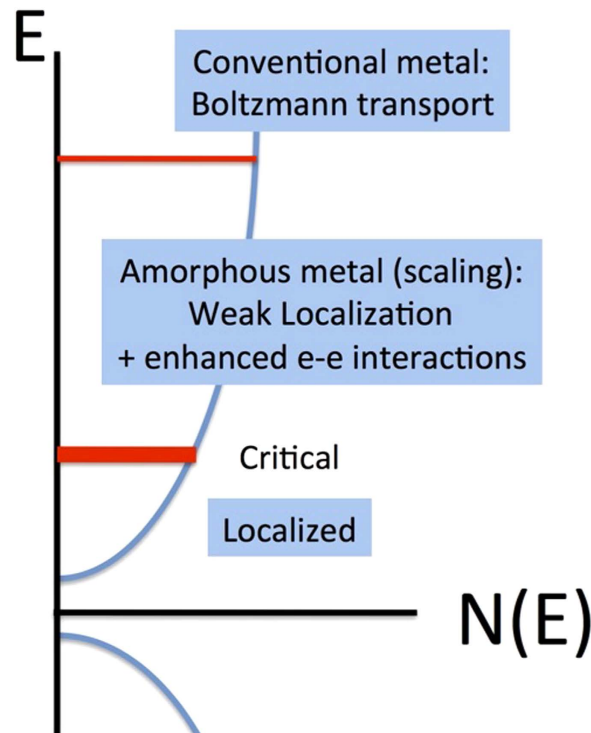 E
Conventional metal:
Boltzmann transport
Amorphous metal (scaling):
Weak Localization
+ enhanced e-e interactions
Critical
Localized
N(E)